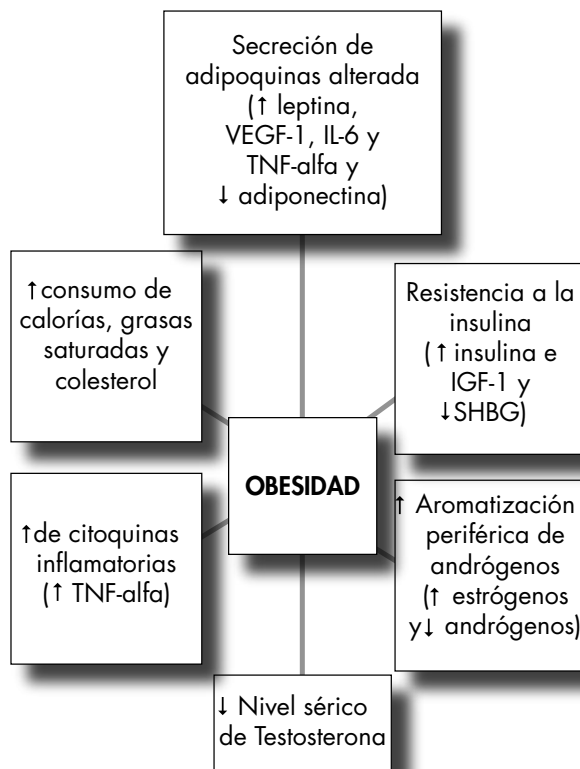 Secreción de
adipoquinas alterada
(↑ leptina,
VEGF-1, IL-6 y
TNF-alfa y
↓ adiponectina)
↑consumo de
calorías, grasas
saturadas y
colesterol
Resistencia a la
insulina
(↑ insulina e
IGF-1 y
↓SHBG)
OBESIDAD
↑de citoquinas
inflamatorias
(↑ TNF-alfa)
↑ Aromatización
periférica de
andrógenos
(↑ estrógenos
y↓ andrógenos)
↓ Nivel sérico
de Testosterona